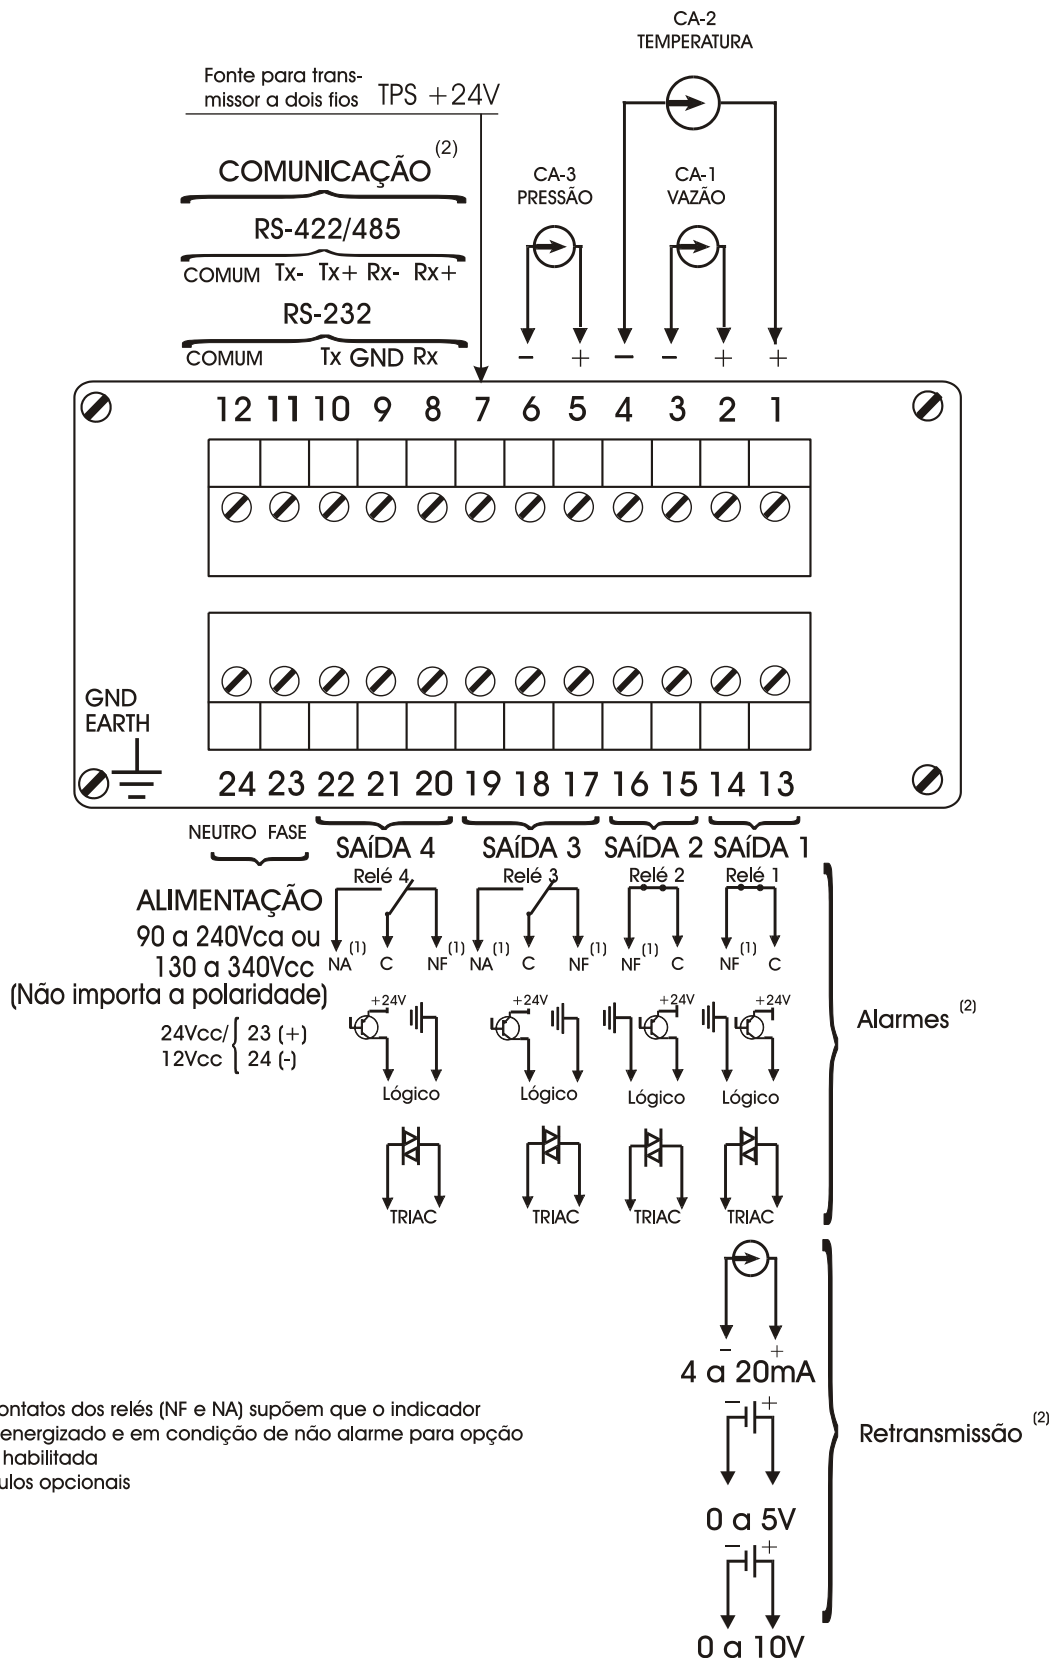 CA-2
TEMPERATURA
Fonte para trans-
missor a dois fios
TPS +24V
COMUNICAÇÃO (2)
CA-3
PRESSÃO
CA-1
VAZÃO
RS-422/485
COMUM Tx- Tx+ Rx- Rx+
RS-232
COMUM Tx GND Rx
− + − − + +
12 11 10 9 8 7 6 5 4 3 2 1
GND
EARTH
24 23 22 21 20 19 18 17 16 15 14 13
NEUTRO FASE
SAíDA 4 SAíDA 3 SAíDA 2 SAíDA 1
Relé 4 Relé 3 Relé 2 Relé 1
ALIMENTAÇÃO
90 a 240Vca ou
130 a 340Vcc
(Não importa a polaridade)
24Vcc/ 23 (+)
12Vcc 24 (-)
NA (1) C NF (1) NA (1) C NF (1) NF (1) C NF (1) C
+24V +24V +24V +24V
Lógico Lógico Lógico Lógico
TRIAC TRIAC TRIAC TRIAC
Alarmes (2)
− +
4 a 20mA
− +
0 a 5V
− +
0 a 10V
Retransmissão (2)
ontatos dos relés (NF e NA) supõem que o indicador
energizado e em condição de não alarme para opção
habilitada
ulos opcionais